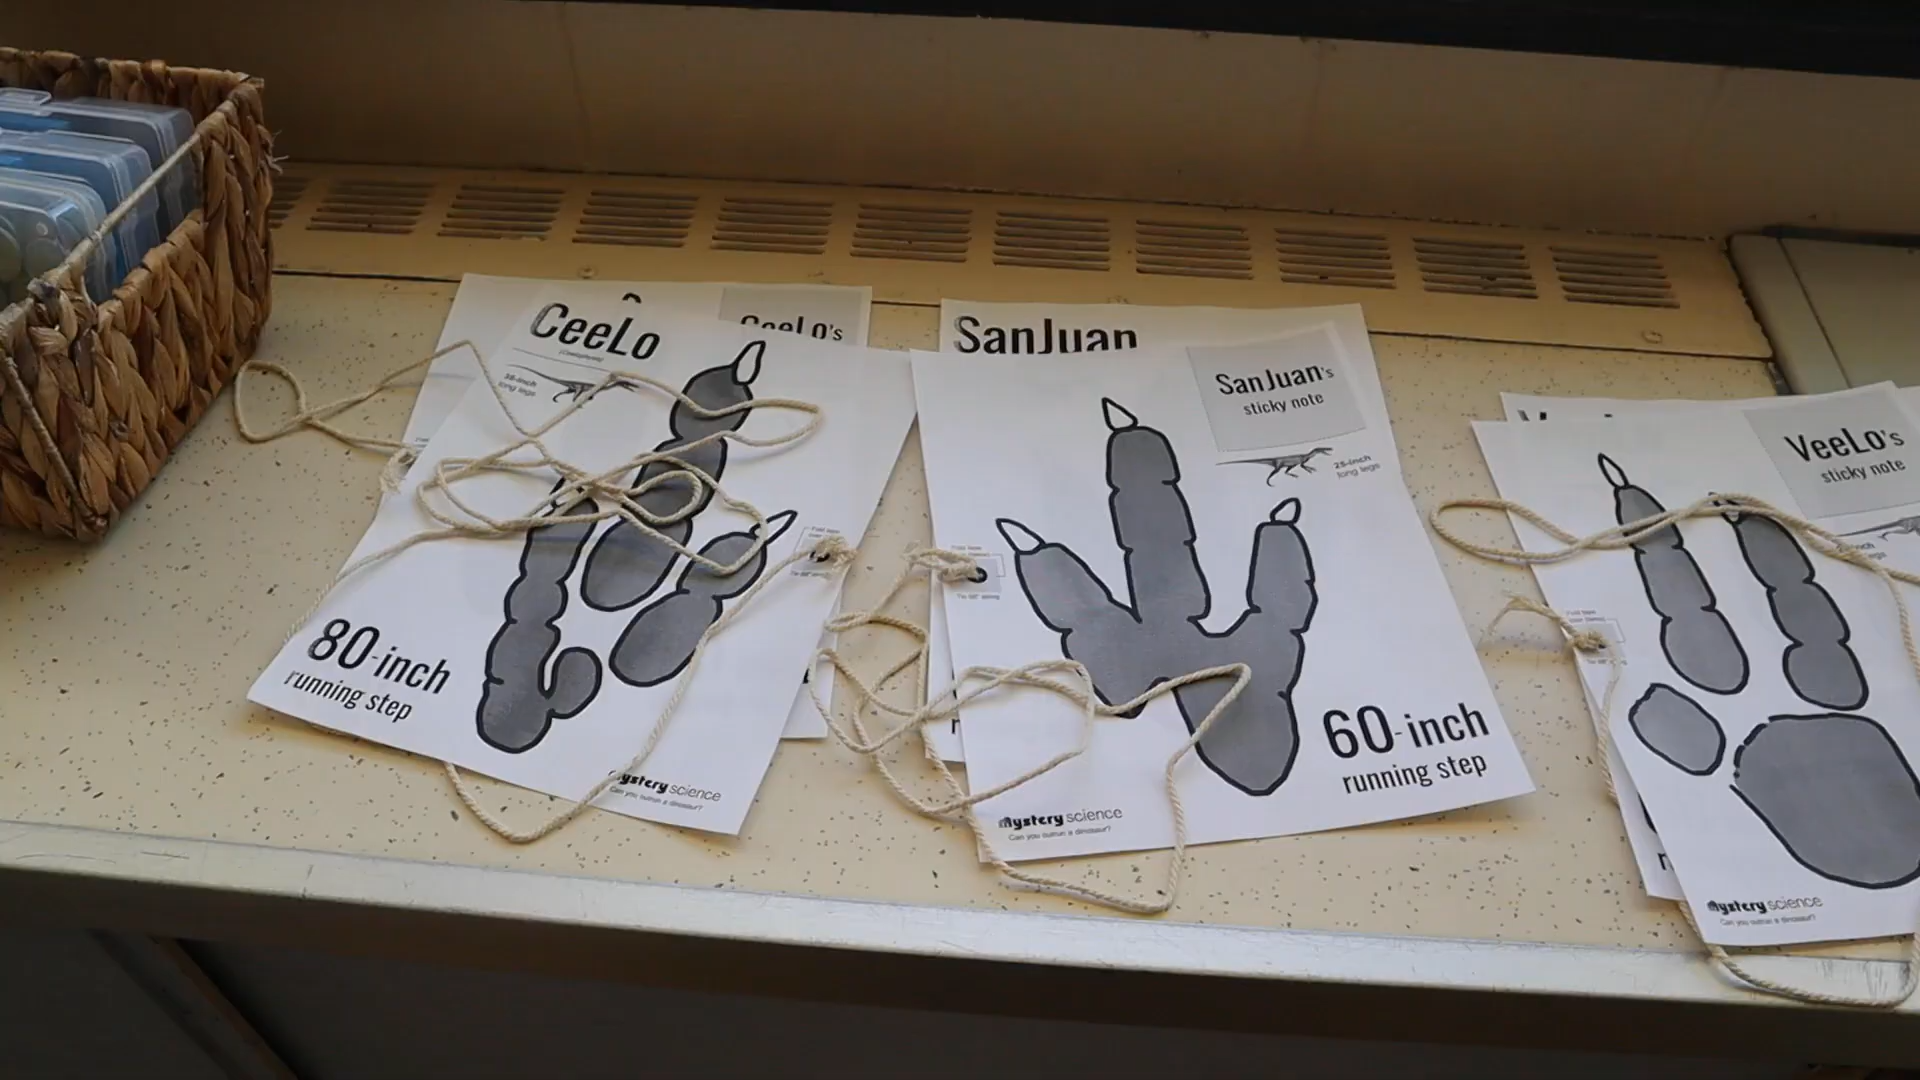 CeeLo
CeeLo's
(Coelophysis)
long legs
80-inch
running step
mystery science
Can you outrun a dinosaur?
SanJuan
SanJuan's
sticky note
25-inch
long legs
60-inch
running step
mystery science
Can you outrun a dinosaur?
VeeLo's
sticky note
mystery science
Can you outrun a dinosaur?